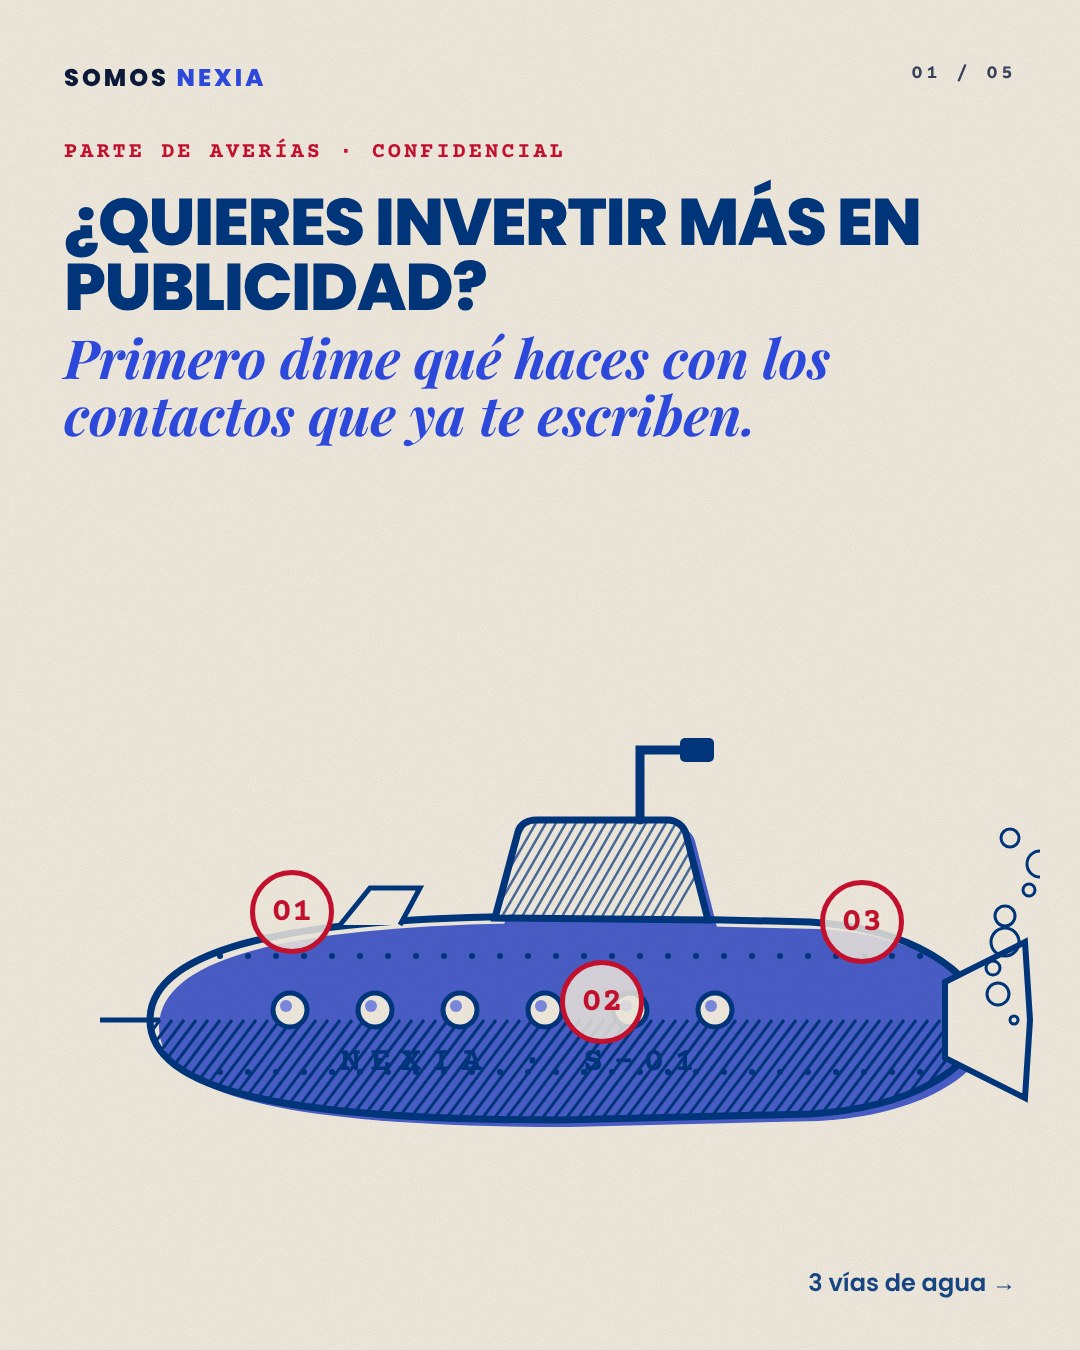 SOMOS NEXIA
01 / 05
PARTE DE AVERÍAS · CONFIDENCIAL
¿QUIERES INVERTIR MÁS EN
PUBLICIDAD?
Primero dime qué haces con los
contactos que ya te escriben.
01
03
02
NEXIA · S-01
3 vías de agua →